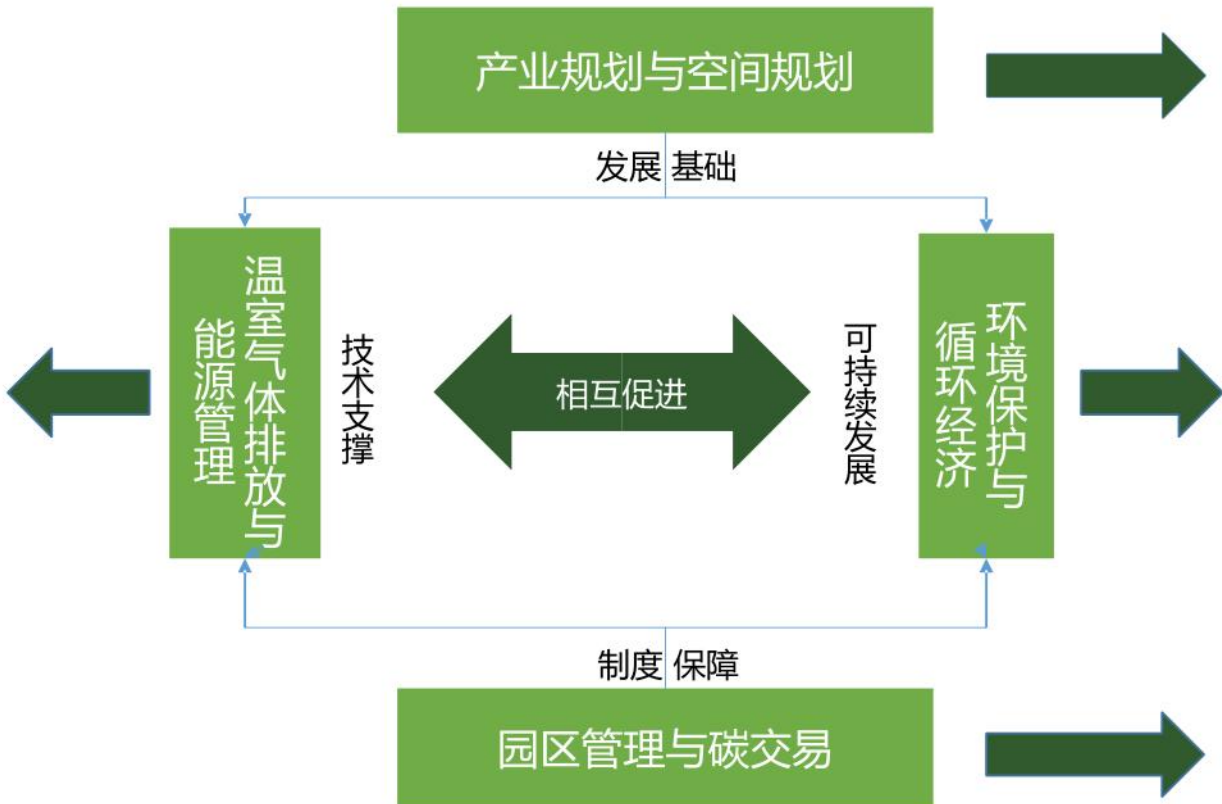 产业规划与空间规划
发展 基础
温室气体排放与
能源管理
技术支撑
相互促进
可持续发展
环境保护与
循环经济
制度 保障
园区管理与碳交易